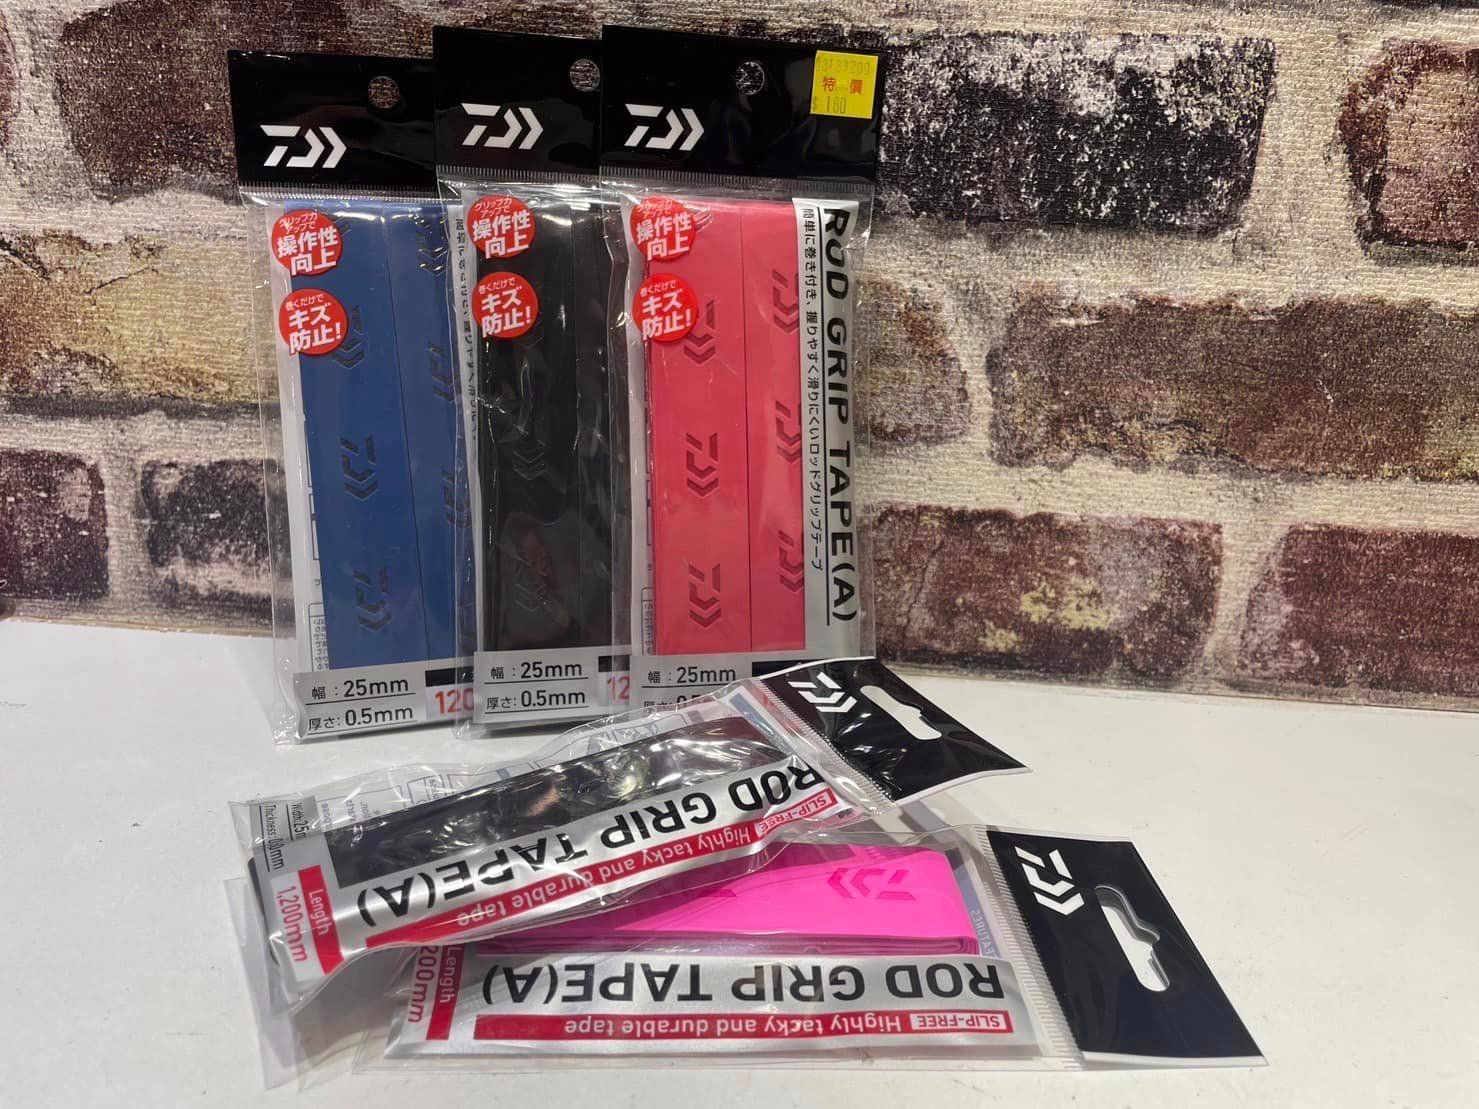 グリップ力
アップで
操作性
向上
巻くだけで
キズ
防止!
幅:25mm
厚さ:0.5mm
120
グリップ力
アップで
操作性
向上
巻くだけで
キズ
防止!
幅:25mm
厚さ:0.5mm
12
特價
$180
グリップ力
アップで
操作性
向上
巻くだけで
キズ
防止!
ROD GRIP TAPE(A)
簡単に巻き付き、握りやすく滑りにくいロッドグリップテープ
幅:25mm
厚さ:
ROD GRIP TAPE(A)
SLIP-FREE Highly tacky and durable tape
Length
1,200mm
ROD GRIP TAPE(A)
SLIP-FREE Highly tacky and durable tape
Length
200mm